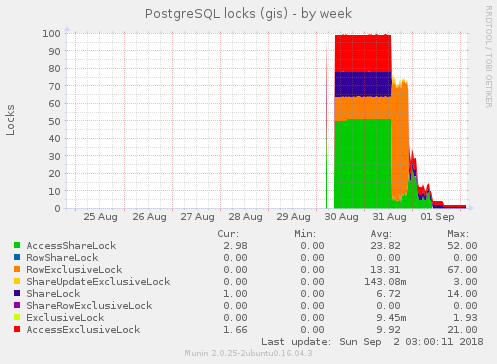 PostgreSQL locks (gis) - by week
RRDTOOL / TOBI OETIKER
Locks
100
90
80
70
60
50
40
30
20
10
0
25 Aug 26 Aug 27 Aug 28 Aug 29 Aug 30 Aug 31 Aug 01 Sep
Cur: Min: Avg: Max:
AccessShareLock 2.98 0.00 23.82 52.00
RowShareLock 0.00 0.00 0.00 0.00
RowExclusiveLock 0.00 0.00 13.31 67.00
ShareUpdateExclusiveLock 0.00 0.00 143.08m 3.00
ShareLock 1.00 0.00 6.72 14.00
ShareRowExclusiveLock 0.00 0.00 0.00 0.00
ExclusiveLock 0.00 0.00 9.45m 1.93
AccessExclusiveLock 1.66 0.00 9.92 21.00
Last update: Sun Sep 2 03:00:11 2018
Munin 2.0.25-2ubuntu0.16.04.3